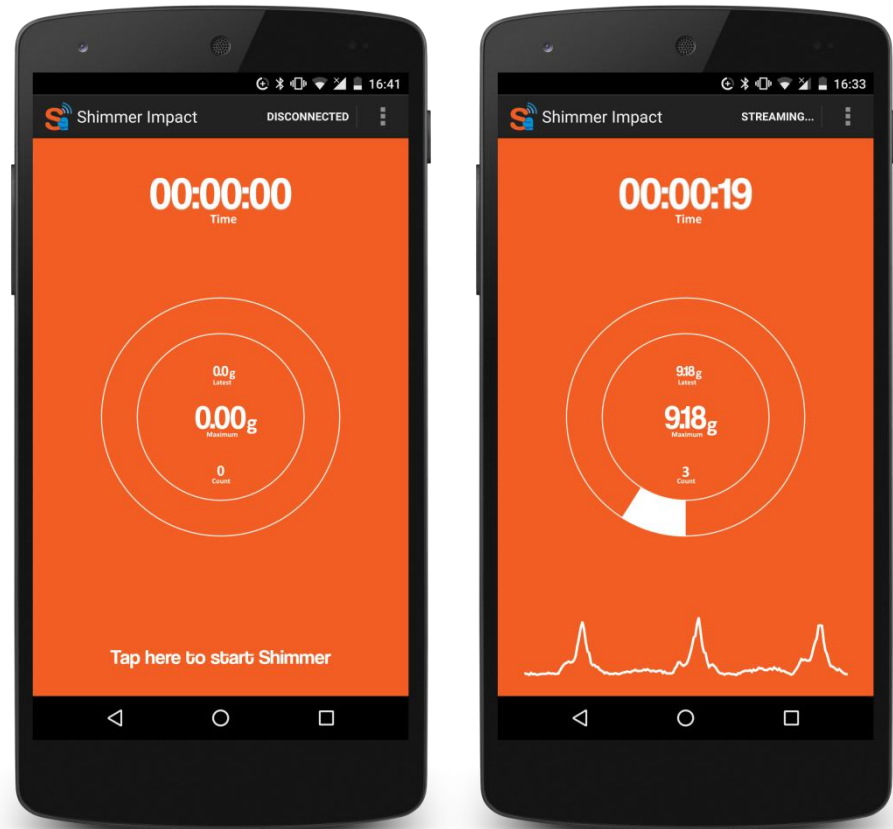 16:41
Shimmer Impact DISCONNECTED
00:00:00
Time
0.0g
Latest
0.00g
Maximum
0
Count
Tap here to start Shimmer
16:33
Shimmer Impact STREAMING...
00:00:19
Time
9.18g
Latest
9.18g
Maximum
3
Count